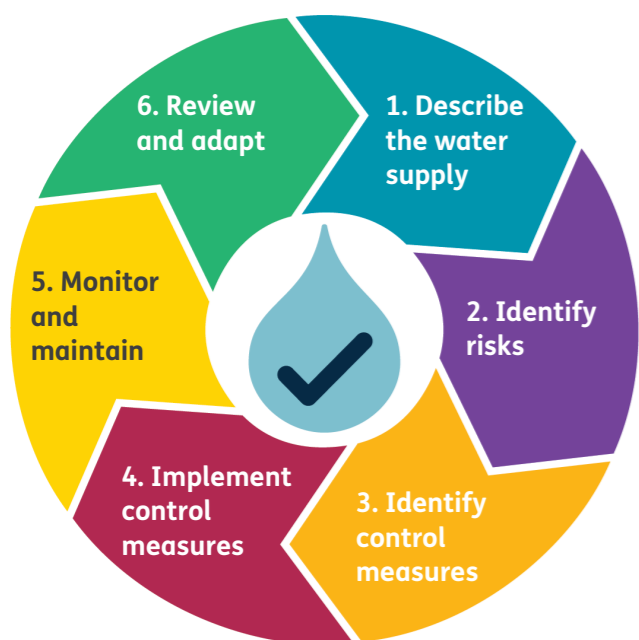 1. Describe
the water
supply
2. Identify
risks
3. Identify
control
measures
4. Implement
control
measures
5. Monitor
and
maintain
6. Review
and adapt